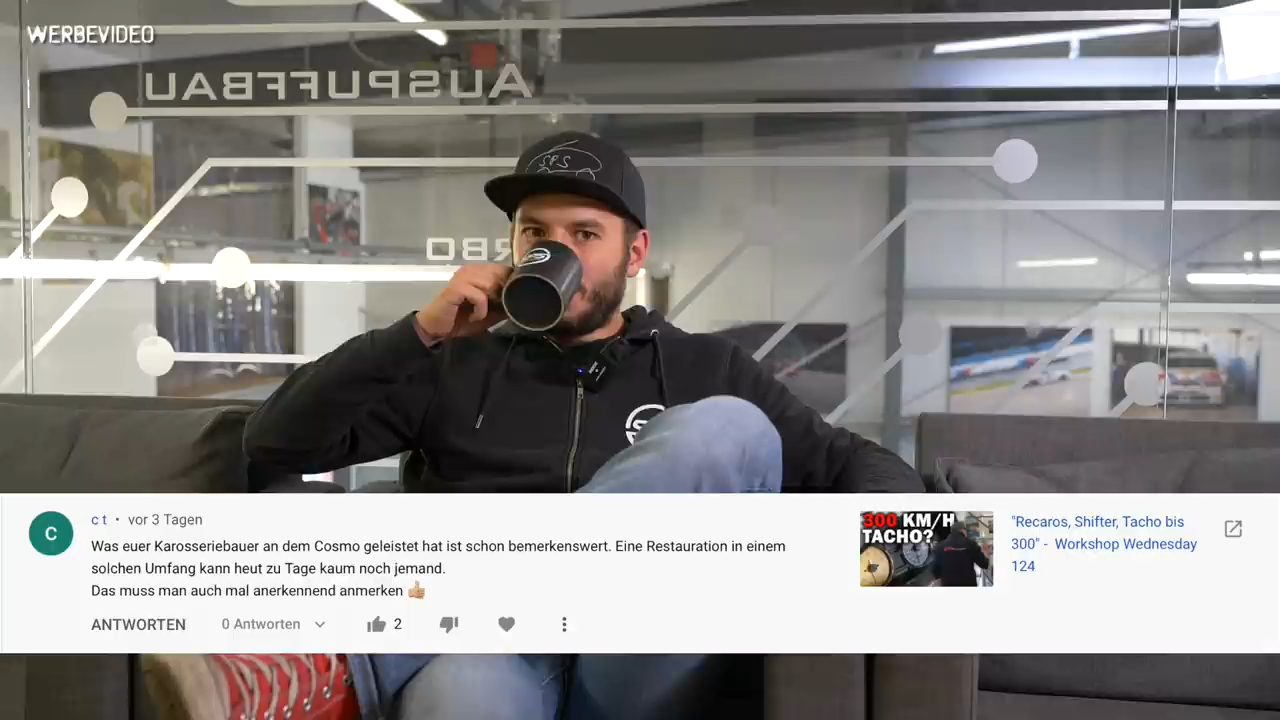 WERBEVIDEO
AUSPUFFBAU
SPS
RBO
c t • vor 3 Tagen
Was euer Karosseriebauer an dem Cosmo geleistet hat ist schon bemerkenswert. Eine Restauration in einem
solchen Umfang kann heut zu Tage kaum noch jemand.
Das muss man auch mal anerkennend anmerken 👍🏼
ANTWORTEN
0 Antworten
2
C
300 KM/H
TACHO?
"Recaros, Shifter, Tacho bis
300" - Workshop Wednesday
124